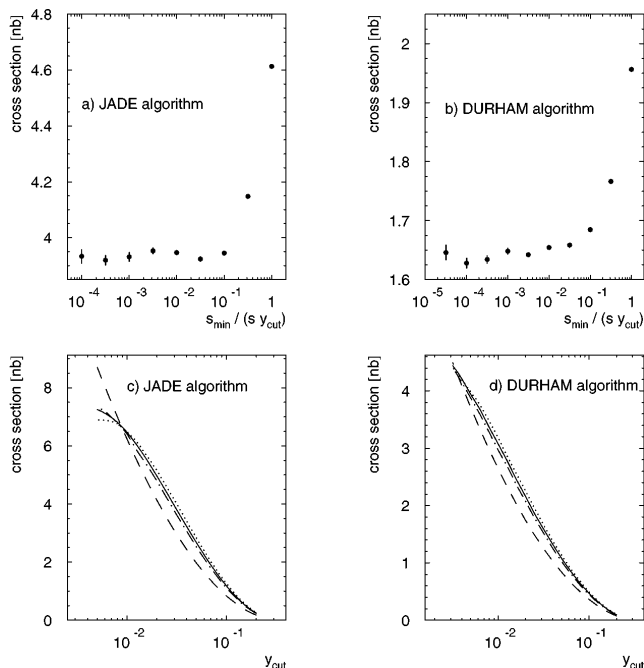 cross section [nb]
4.8
4.6
4.4
4.2
4
a) JADE algorithm
10⁻⁴ 10⁻³ 10⁻² 10⁻¹ 1
s_min / (s y_cut)
cross section [nb]
2
1.9
1.8
1.7
1.6
b) DURHAM algorithm
10⁻⁵ 10⁻⁴ 10⁻³ 10⁻² 10⁻¹ 1
s_min / (s y_cut)
cross section [nb]
8
6
4
2
0
c) JADE algorithm
10⁻² 10⁻¹
y_cut
cross section [nb]
4
3
2
1
0
d) DURHAM algorithm
10⁻² 10⁻¹
y_cut